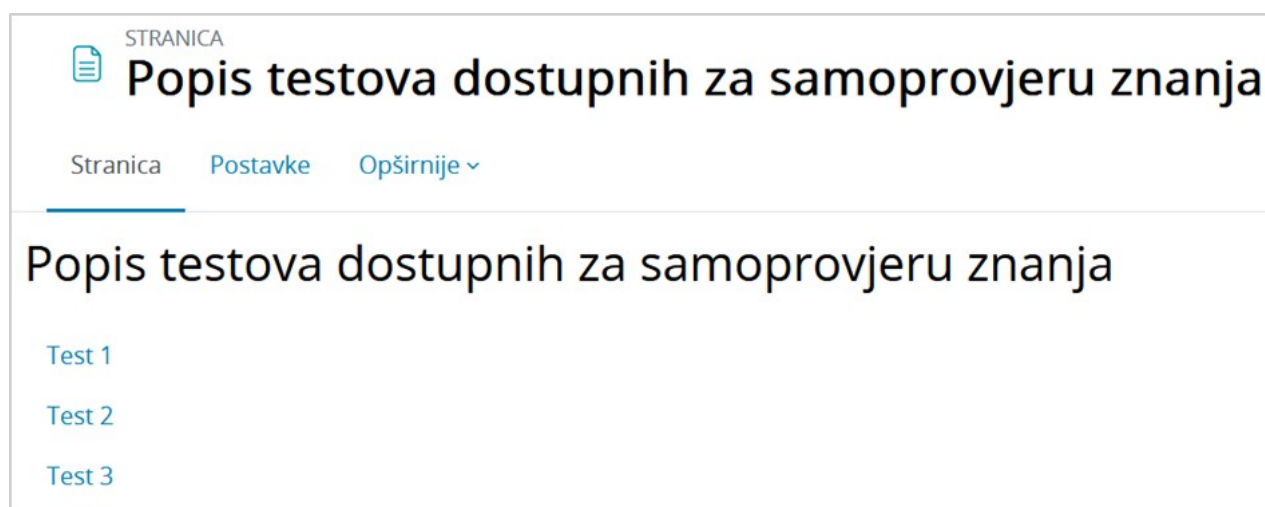 STRANICA
Popis testova dostupnih za samoprovjeru znanja
Stranica Postavke Opširnije
Popis testova dostupnih za samoprovjeru znanja
Test 1
Test 2
Test 3